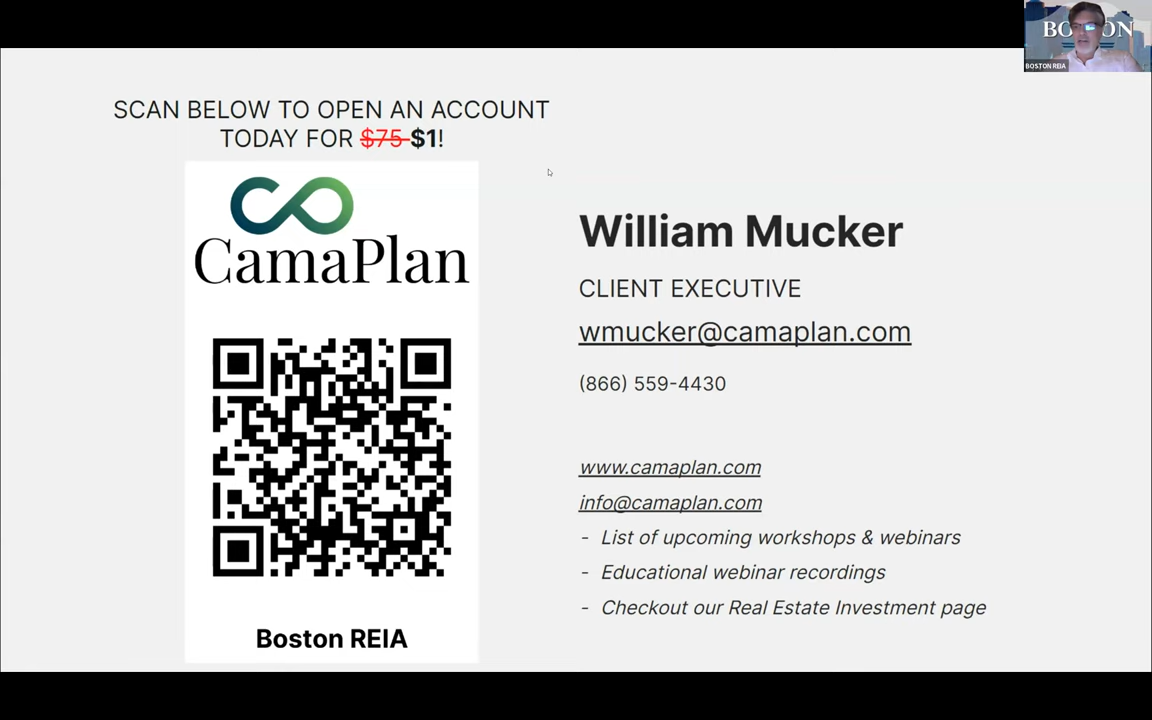 BOSTON
BOSTON REIA
SCAN BELOW TO OPEN AN ACCOUNT
TODAY FOR $75 $1!
CamaPlan
Boston REIA
William Mucker
CLIENT EXECUTIVE
wmucker@camaplan.com
(866) 559-4430
www.camaplan.com
info@camaplan.com
- List of upcoming workshops & webinars
- Educational webinar recordings
- Checkout our Real Estate Investment page